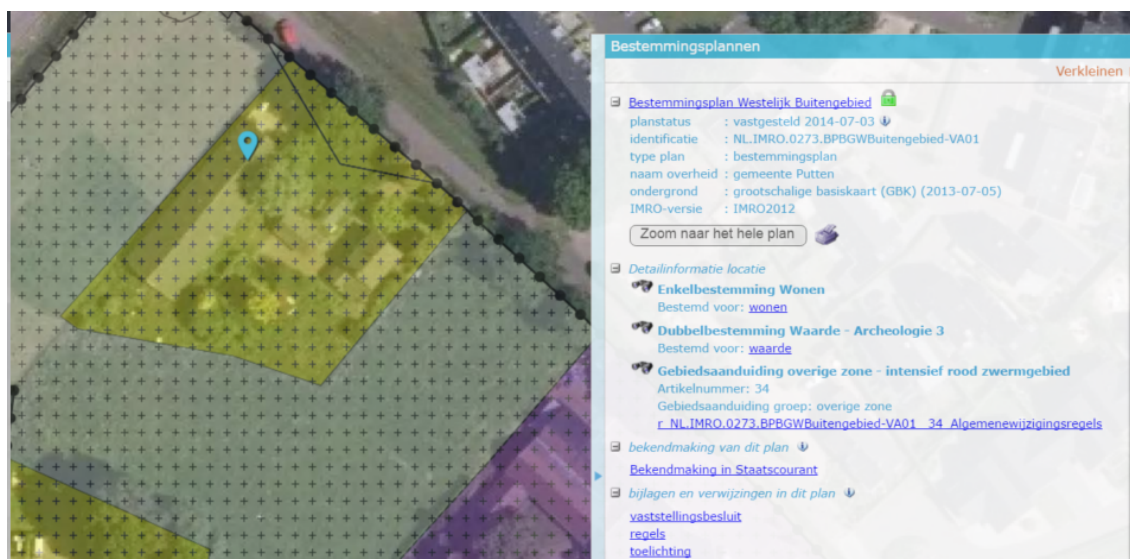 Bestemmingsplannen
Verkleinen
Bestemmingsplan Westelijk Buitengebied
planstatus : vastgesteld 2014-07-03
identificatie : NL.IMRO.0273.BPBGWBuitengebied-VA01
type plan : bestemmingsplan
naam overheid : gemeente Putten
ondergrond : grootschalige basiskaart (GBK) (2013-07-05)
IMRO-versie : IMRO2012
Zoom naar het hele plan
Detailinformatie locatie
Enkelbestemming Wonen
Bestemd voor: wonen
Dubbelbestemming Waarde - Archeologie 3
Bestemd voor: waarde
Gebiedsaanduiding overige zone - intensief rood zwermgebied
Artikelnummer: 34
Gebiedsaanduiding groep: overige zone
r_NL.IMRO.0273.BPBGWBuitengebied-VA01_34_Algemenewijzigingsregels
bekendmaking van dit plan
Bekendmaking in Staatscourant
bijlagen en verwijzingen in dit plan
vaststellingsbesluit
regels
toelichting